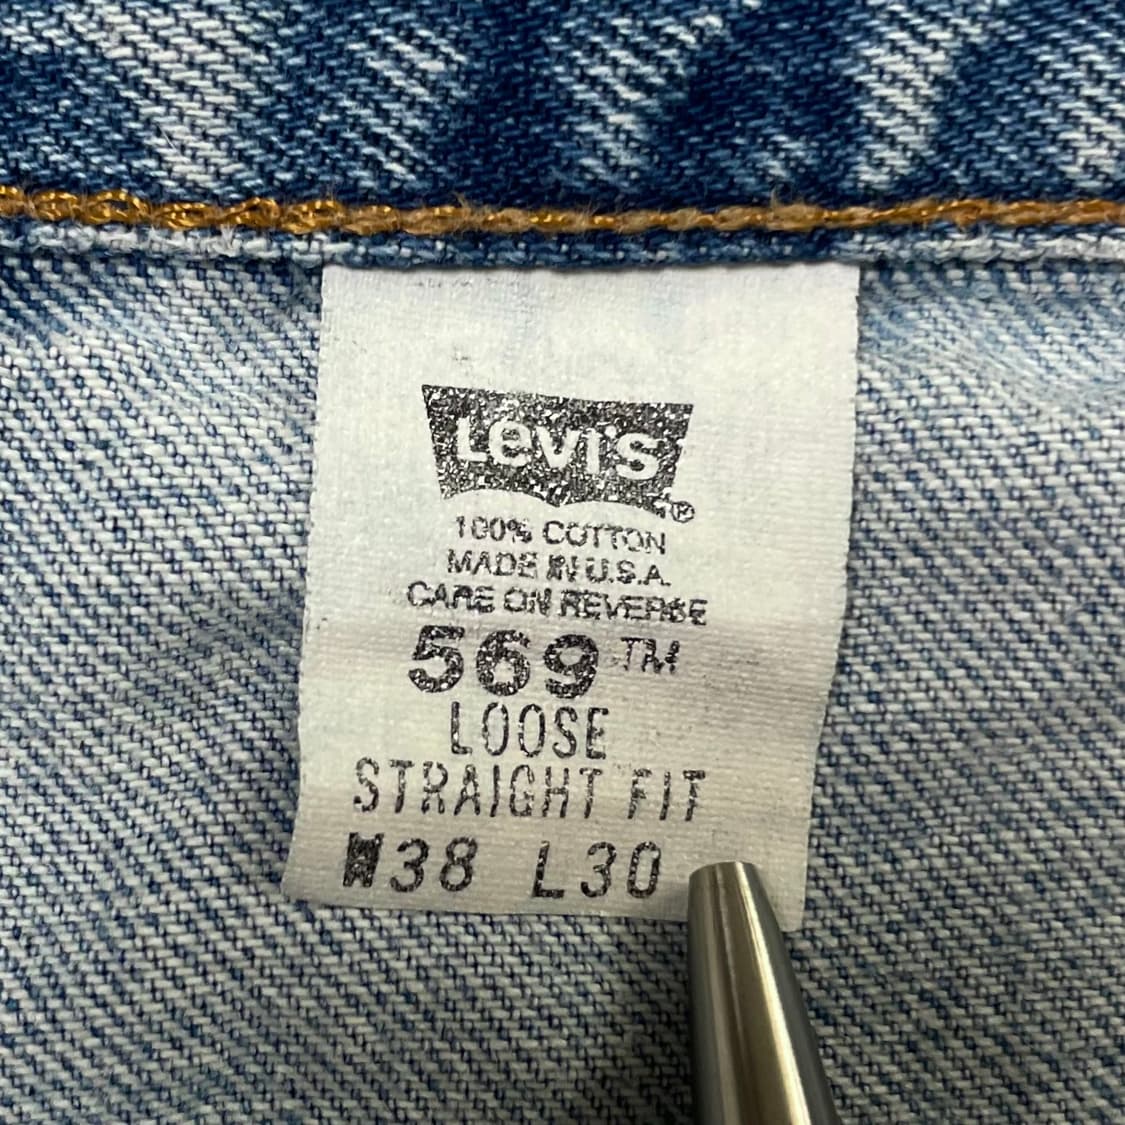 Levi's®
100% COTTON
MADE IN U.S.A.
CARE ON REVERSE
569™
LOOSE
STRAIGHT FIT
W38 L30